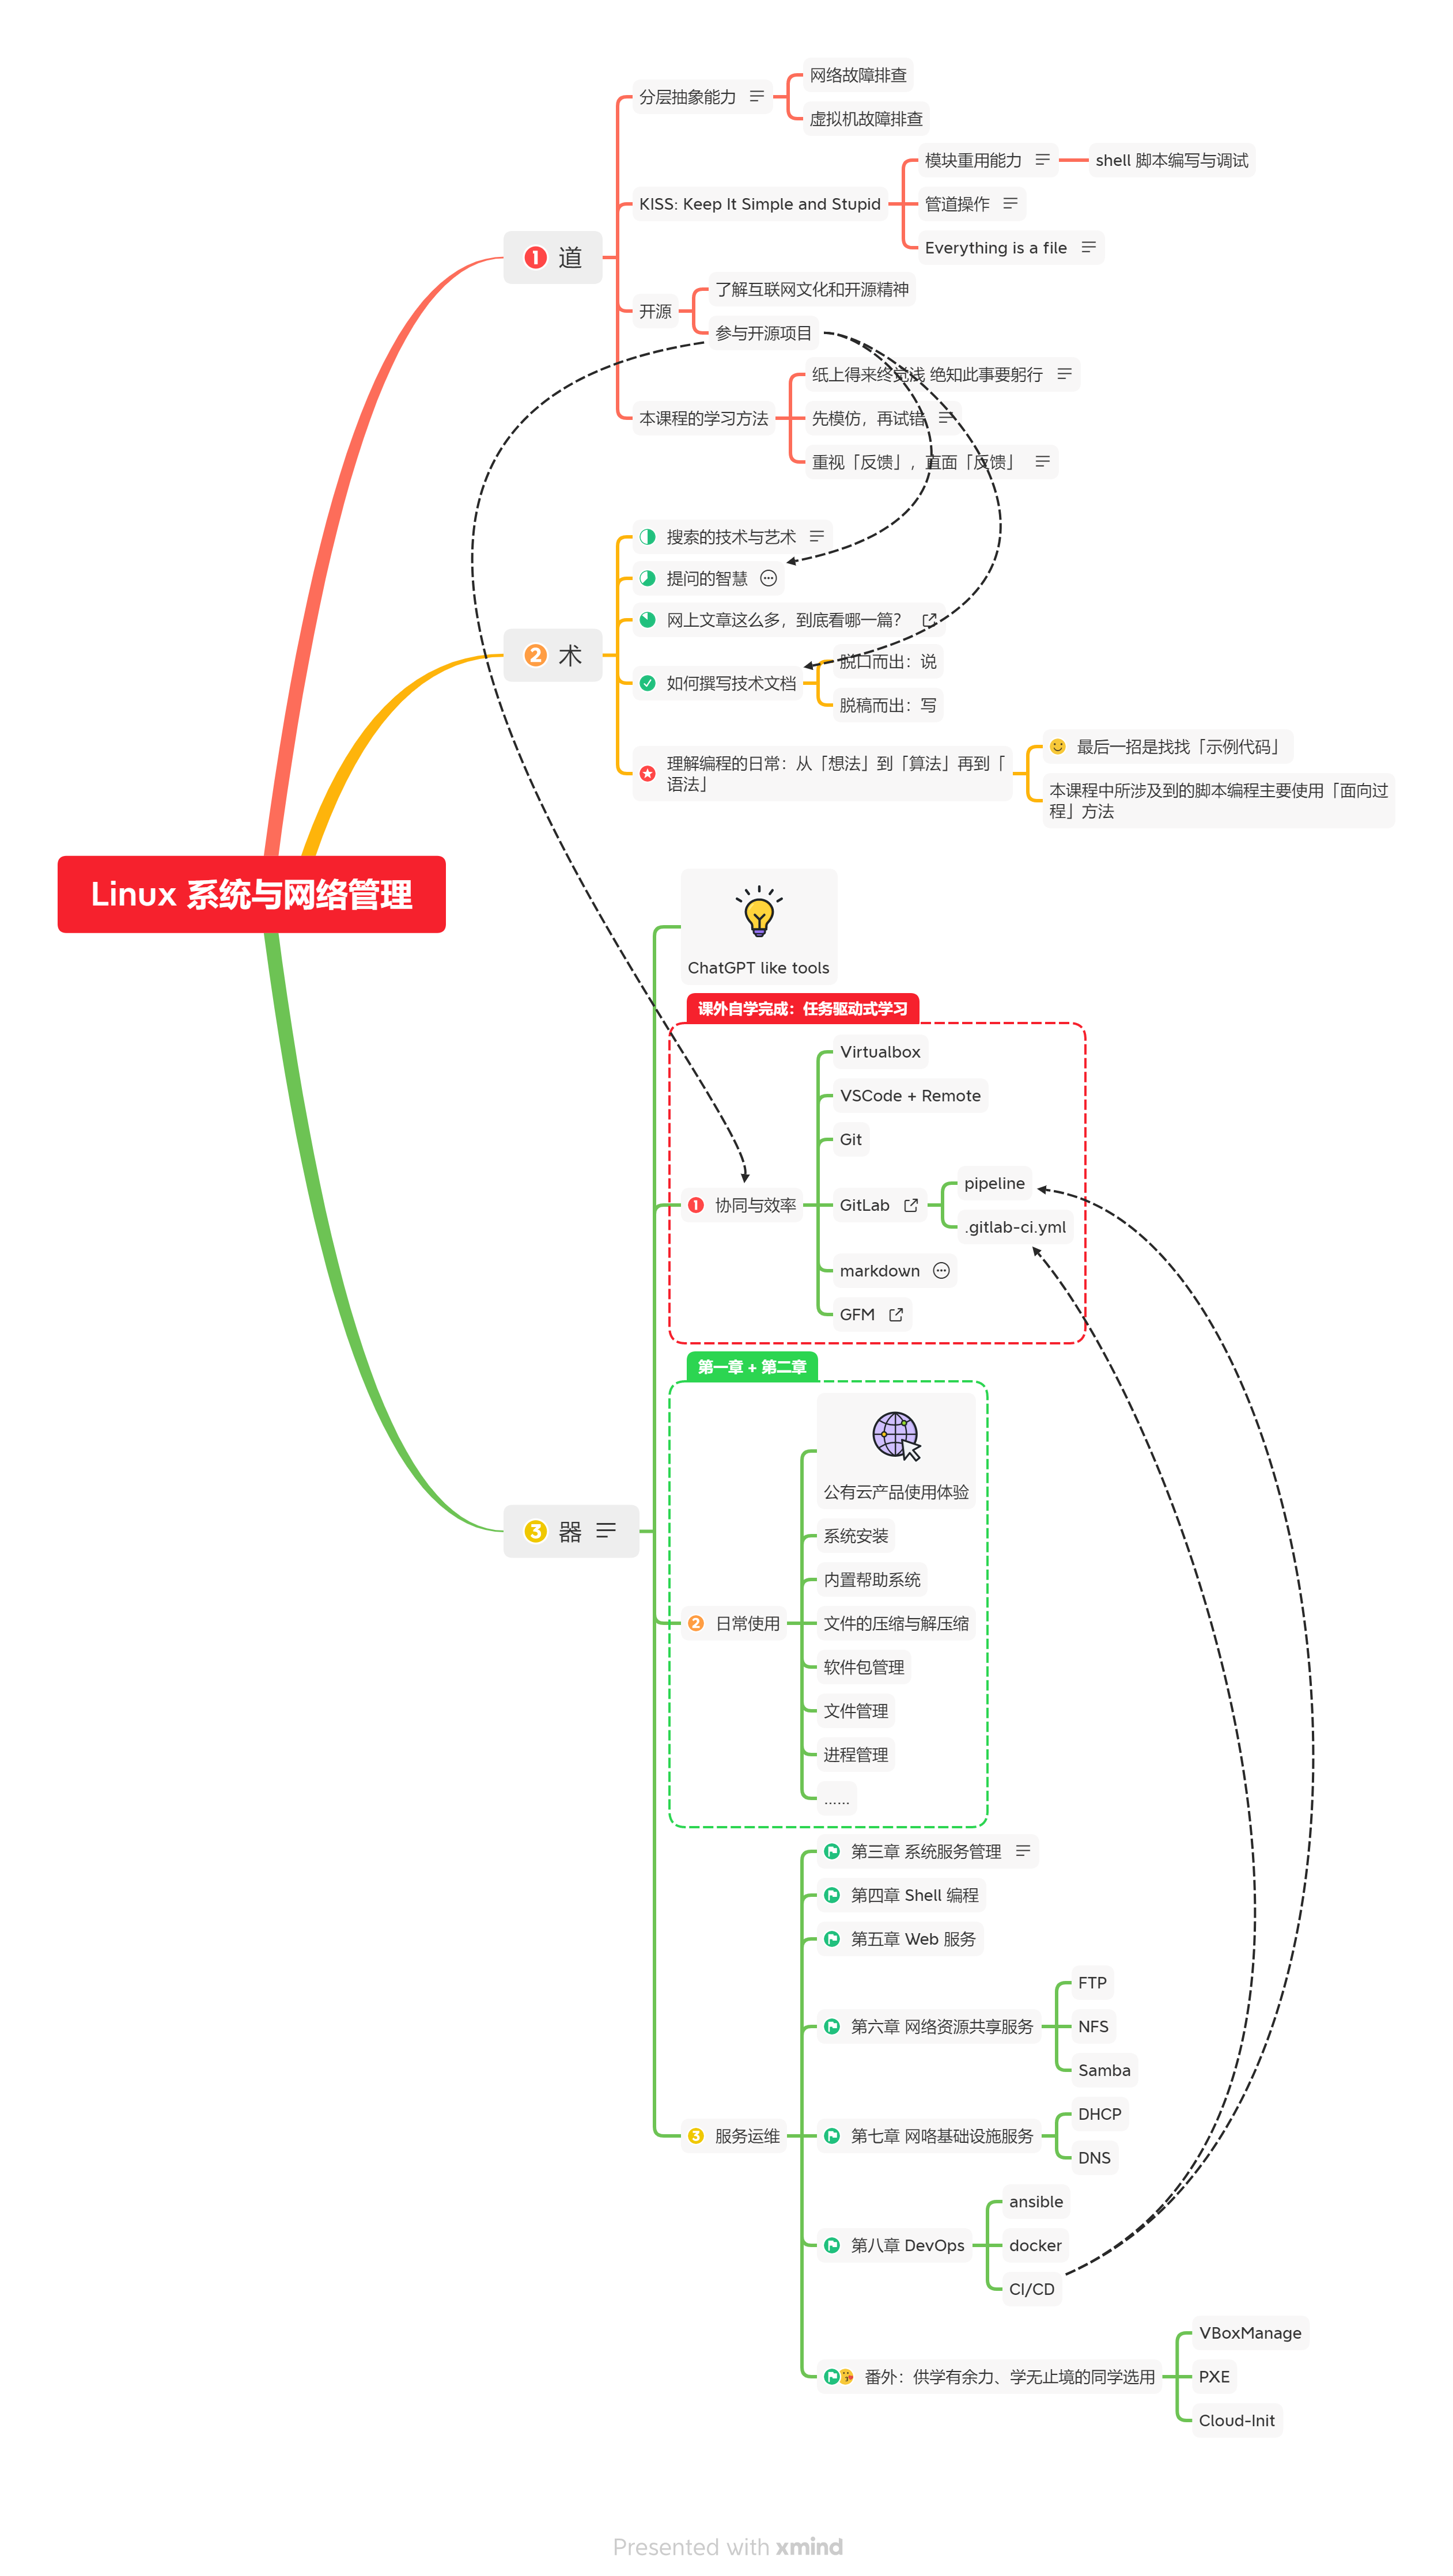 Linux 系统与网络管理
1 道
分层抽象能力
网络故障排查
虚拟机故障排查
KISS: Keep It Simple and Stupid
模块重用能力
shell 脚本编写与调试
管道操作
Everything is a file
开源
了解互联网文化和开源精神
参与开源项目
本课程的学习方法
纸上得来终觉浅 绝知此事要躬行
先模仿，再试错
重视「反馈」，直面「反馈」
2 术
搜索的技术与艺术
提问的智慧
网上文章这么多，到底看哪一篇？
如何撰写技术文档
脱口而出：说
脱稿而出：写
理解编程的日常：从「想法」到「算法」再到「
语法」
最后一招是找找「示例代码」
本课程中所涉及到的脚本编程主要使用「面向过
程」方法
3 器
ChatGPT like tools
课外自学完成：任务驱动式学习
1 协同与效率
Virtualbox
VSCode + Remote
Git
GitLab
pipeline
.gitlab-ci.yml
markdown
GFM
第一章 + 第二章
2 日常使用
公有云产品使用体验
系统安装
内置帮助系统
文件的压缩与解压缩
软件包管理
文件管理
进程管理
……
3 服务运维
第三章 系统服务管理
第四章 Shell 编程
第五章 Web 服务
第六章 网络资源共享服务
FTP
NFS
Samba
第七章 网咯基础设施服务
DHCP
DNS
第八章 DevOps
ansible
docker
CI/CD
番外：供学有余力、学无止境的同学选用
VBoxManage
PXE
Cloud-Init
Presented with xmind